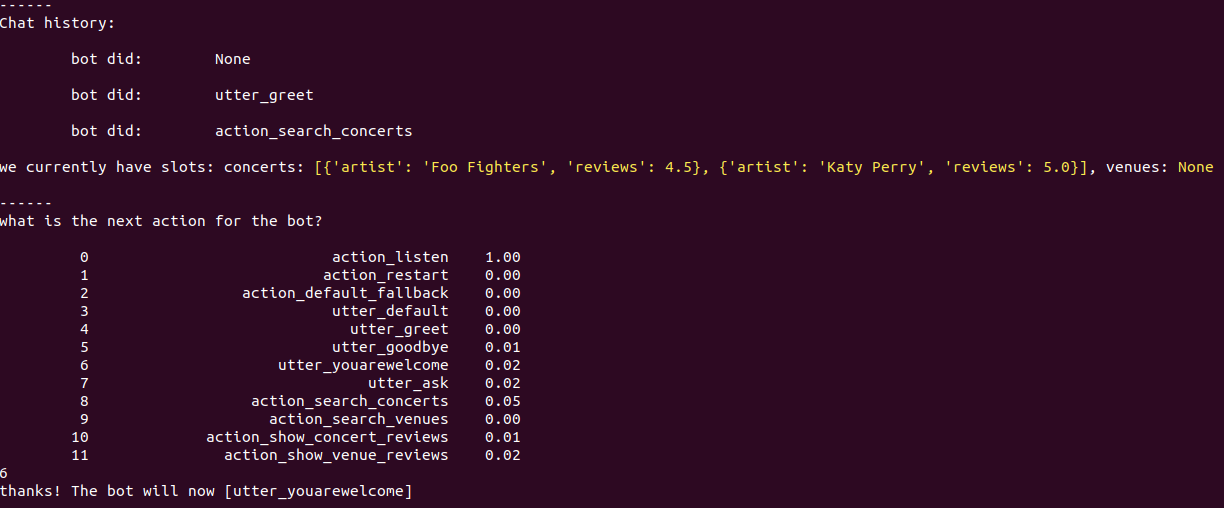 ------
Chat history:
bot did: None
bot did: utter_greet
bot did: action_search_concerts
we currently have slots: concerts: [{'artist': 'Foo Fighters', 'reviews': 4.5}, {'artist': 'Katy Perry', 'reviews': 5.0}], venues: None
------
what is the next action for the bot?
0 action_listen 1.00
1 action_restart 0.00
2 action_default_fallback 0.00
3 utter_default 0.00
4 utter_greet 0.00
5 utter_goodbye 0.01
6 utter_youarewelcome 0.02
7 utter_ask 0.02
8 action_search_concerts 0.05
9 action_search_venues 0.00
10 action_show_concert_reviews 0.01
11 action_show_venue_reviews 0.02
6
thanks! The bot will now [utter_youarewelcome]